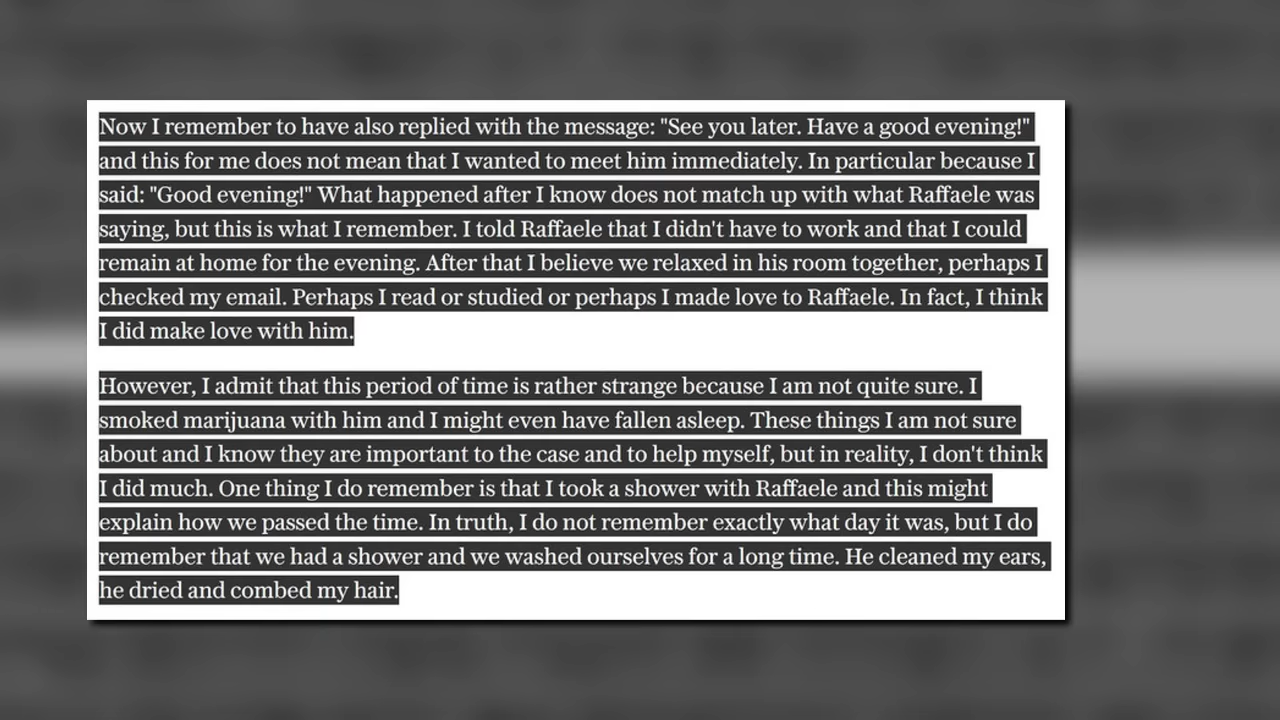 Now I remember to have also replied with the message: "See you later. Have a good evening!"
and this for me does not mean that I wanted to meet him immediately. In particular because I
said: "Good evening!" What happened after I know does not match up with what Raffaele was
saying, but this is what I remember. I told Raffaele that I didn't have to work and that I could
remain at home for the evening. After that I believe we relaxed in his room together, perhaps I
checked my email. Perhaps I read or studied or perhaps I made love to Raffaele. In fact, I think
I did make love with him.
However, I admit that this period of time is rather strange because I am not quite sure. I
smoked marijuana with him and I might even have fallen asleep. These things I am not sure
about and I know they are important to the case and to help myself, but in reality, I don't think
I did much. One thing I do remember is that I took a shower with Raffaele and this might
explain how we passed the time. In truth, I do not remember exactly what day it was, but I do
remember that we had a shower and we washed ourselves for a long time. He cleaned my ears,
he dried and combed my hair.